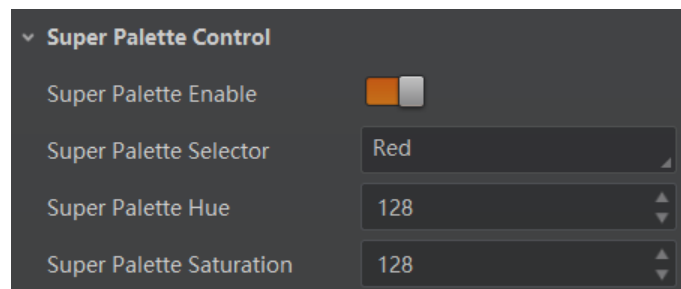 Super Palette Control
Super Palette Enable
Super Palette Selector Red
Super Palette Hue 128
Super Palette Saturation 128